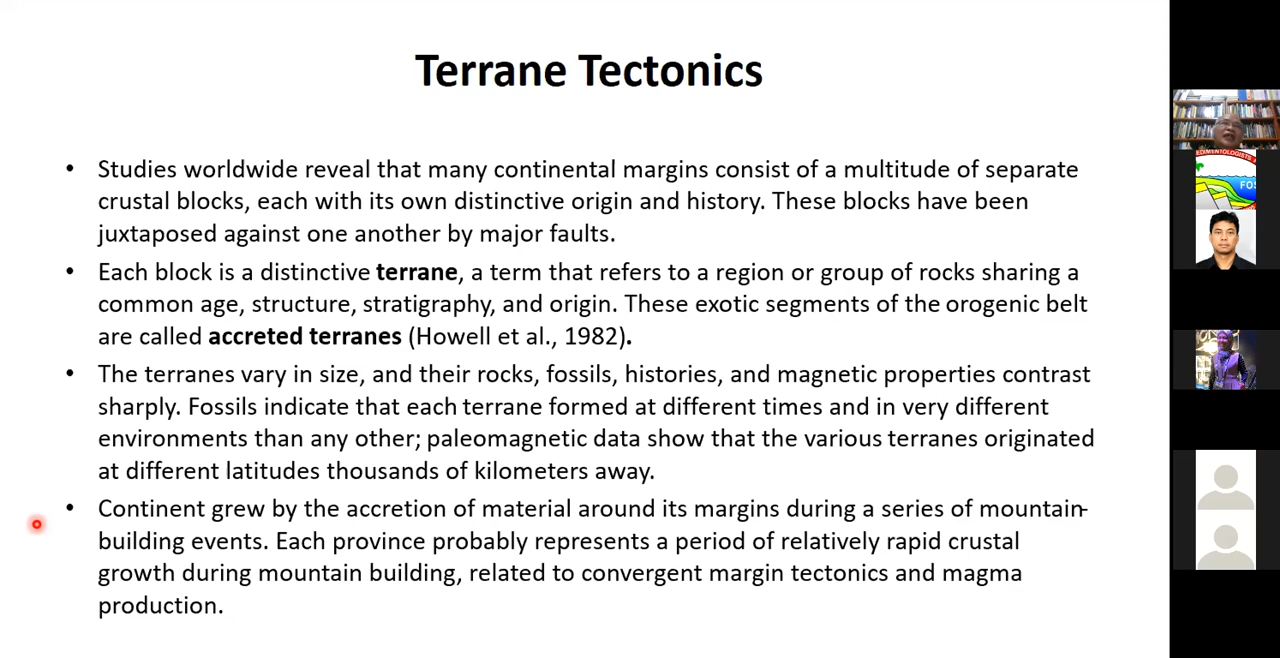 Terrane Tectonics
• Studies worldwide reveal that many continental margins consist of a multitude of separate
crustal blocks, each with its own distinctive origin and history. These blocks have been
juxtaposed against one another by major faults.
• Each block is a distinctive terrane, a term that refers to a region or group of rocks sharing a
common age, structure, stratigraphy, and origin. These exotic segments of the orogenic belt
are called accreted terranes (Howell et al., 1982).
• The terranes vary in size, and their rocks, fossils, histories, and magnetic properties contrast
sharply. Fossils indicate that each terrane formed at different times and in very different
environments than any other; paleomagnetic data show that the various terranes originated
at different latitudes thousands of kilometers away.
• Continent grew by the accretion of material around its margins during a series of mountain-
building events. Each province probably represents a period of relatively rapid crustal
growth during mountain building, related to convergent margin tectonics and magma
production.
EDIMENTOLOGISTS
FOS